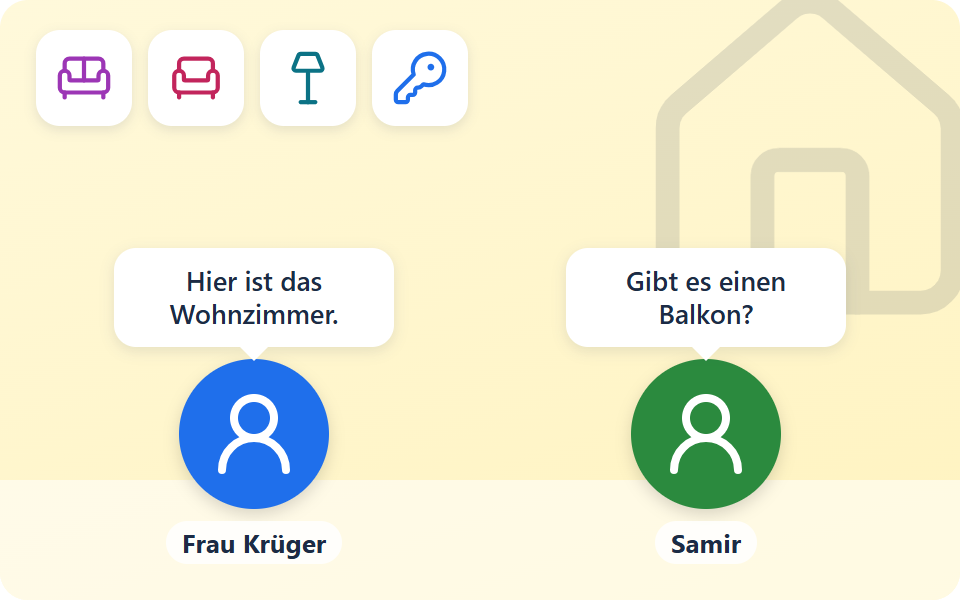 Hier ist das
Wohnzimmer.
Gibt es einen
Balkon?
Frau Krüger
Samir